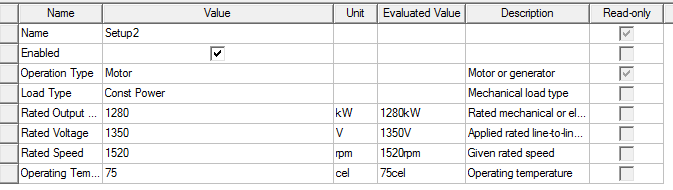 Name Value Unit Evaluated Value Description Read-only
Name Setup2
Enabled
Operation Type Motor Motor or generator
Load Type Const Power Mechanical load type
Rated Output ... 1280 kW 1280kW Rated mechanical or el...
Rated Voltage 1350 V 1350V Applied rated line-to-lin...
Rated Speed 1520 rpm 1520rpm Given rated speed
Operating Tem... 75 cel 75cel Operating temperature